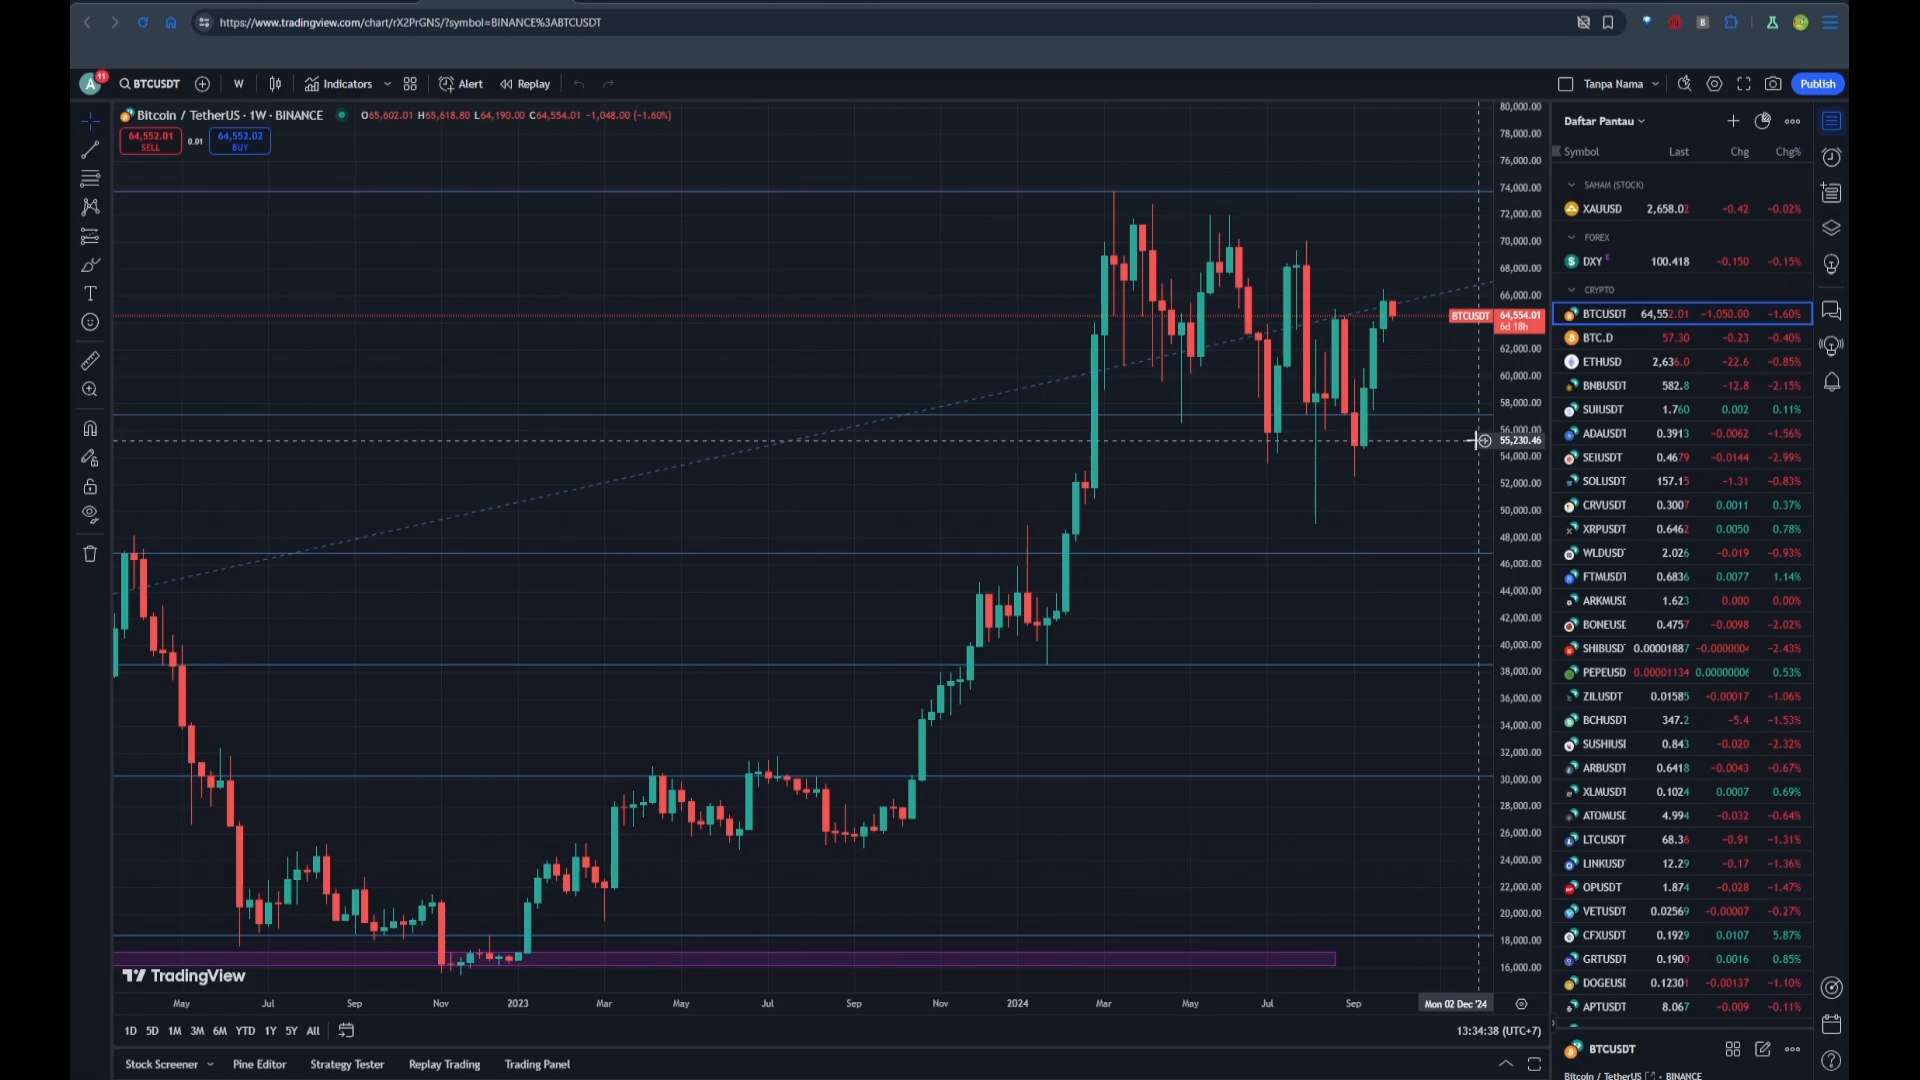 https://www.tradingview.com/chart/rX2PrGNS/?symbol=BINANCE%3ABTCUSDT
A 11 BTCUSDT W Indicators Alert Replay Tanpa Nama Publish
Bitcoin / TetherUS · 1W · BINANCE O65,602.01 H65,618.80 L64,190.00 C64,554.01 −1,048.00 (−1.60%)
64,552.01 SELL 0.01 64,552.02 BUY
80,000.00
78,000.00
76,000.00
74,000.00
72,000.00
70,000.00
68,000.00
66,000.00
BTCUSDT 64,554.01
6d 18h
62,000.00
60,000.00
58,000.00
56,000.00
55,230.46
54,000.00
52,000.00
50,000.00
48,000.00
46,000.00
44,000.00
42,000.00
40,000.00
38,000.00
36,000.00
34,000.00
32,000.00
30,000.00
28,000.00
26,000.00
24,000.00
22,000.00
20,000.00
18,000.00
16,000.00
TradingView
May Jul Sep Nov 2023 Mar May Jul Sep Nov 2024 Mar May Jul Sep Mon 02 Dec '24
1D 5D 1M 3M 6M YTD 1Y 5Y All 13:34:38 (UTC+7)
Stock Screener Pine Editor Strategy Tester Replay Trading Trading Panel
Daftar Pantau
Symbol Last Chg Chg%
SAHAM (STOCK)
XAUUSD 2,658.02 −0.42 −0.02%
FOREX
DXY 100.418 −0.150 −0.15%
CRYPTO
BTCUSDT 64,552.01 −1,050.00 −1.60%
BTC.D 57.30 −0.23 −0.40%
ETHUSD 2,636.0 −22.6 −0.85%
BNBUSDT 582.8 −12.8 −2.15%
SUIUSDT 1.760 0.002 0.11%
ADAUSDT 0.3913 −0.0062 −1.56%
SEIUSDT 0.4679 −0.0144 −2.99%
SOLUSDT 157.15 −1.31 −0.83%
CRVUSDT 0.3007 0.0011 0.37%
XRPUSDT 0.6462 0.0050 0.78%
WLDUSD 2.026 −0.019 −0.93%
FTMUSDT 0.6836 0.0077 1.14%
ARKMUSD 1.623 0.000 0.00%
BONEUSD 0.4757 −0.0098 −2.02%
SHIBUSD 0.00001887 −0.0000004 −2.43%
PEPEUSD 0.00001134 0.00000006 0.53%
ZILUSDT 0.01585 −0.00017 −1.06%
BCHUSDT 347.2 −5.4 −1.53%
SUSHIUSD 0.843 −0.020 −2.32%
ARBUSDT 0.6418 −0.0043 −0.67%
XLMUSDT 0.1024 0.0007 0.69%
ATOMUSD 4.994 −0.032 −0.64%
LTCUSDT 68.36 −0.91 −1.31%
LINKUSD 12.29 −0.17 −1.36%
OPUSDT 1.874 −0.028 −1.47%
VETUSDT 0.02569 −0.00007 −0.27%
CFXUSDT 0.1929 0.0107 5.87%
GRTUSDT 0.1900 0.0016 0.85%
DOGEUSD 0.12301 −0.00137 −1.10%
APTUSDT 8.067 −0.009 −0.11%
BTCUSDT
Bitcoin / TetherUS • BINANCE